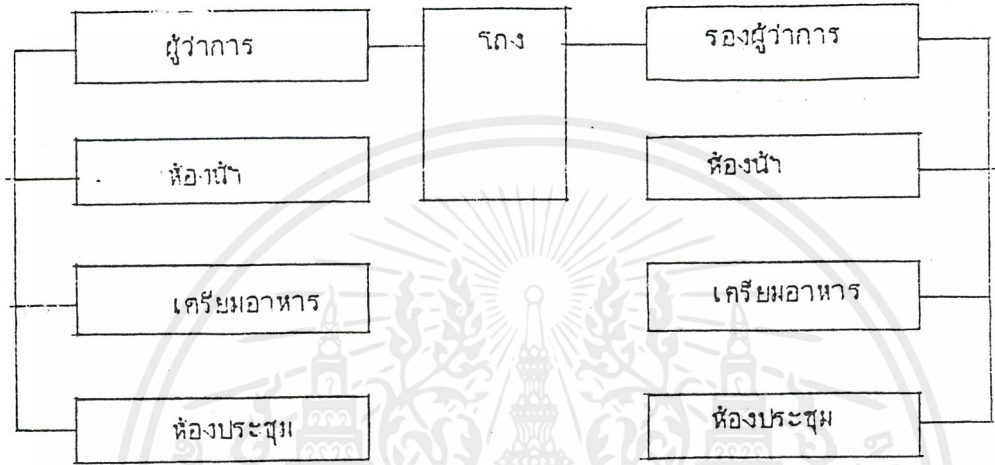 ผู้ว่าการ
โถง
รองผู้ว่าการ
ห้องน้ำ
ห้องน้ำ
เตรียมอาหาร
เตรียมอาหาร
ห้องประชุม
ห้องประชุม